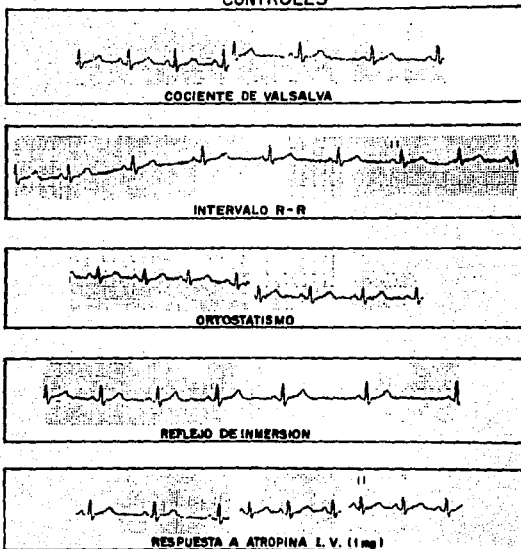 CONTROLES
COCIENTE DE VALSALVA
INTERVALO R-R
ORTOSTATISMO
REFLEJO DE INMERSION
RESPUESTA A ATROPINA I. V. (1mg)